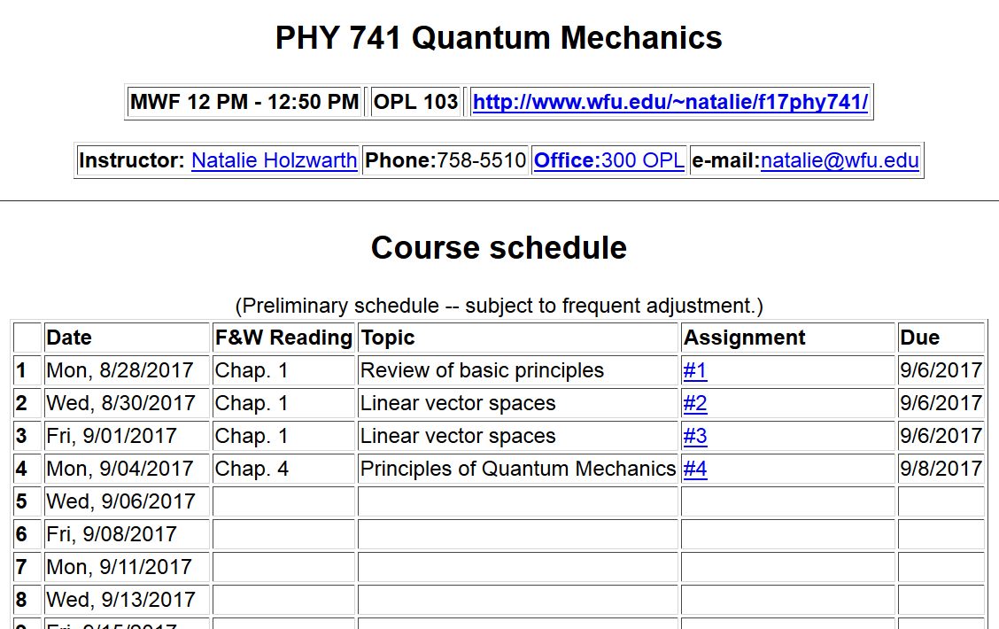 PHY 741 Quantum Mechanics
MWF 12 PM - 12:50 PM OPL 103 http://www.wfu.edu/~natalie/f17phy741/
Instructor: Natalie Holzwarth Phone:758-5510 Office:300 OPL e-mail:natalie@wfu.edu
Course schedule
(Preliminary schedule -- subject to frequent adjustment.)
Date F&W Reading Topic Assignment Due
1 Mon, 8/28/2017 Chap. 1 Review of basic principles #1 9/6/2017
2 Wed, 8/30/2017 Chap. 1 Linear vector spaces #2 9/6/2017
3 Fri, 9/01/2017 Chap. 1 Linear vector spaces #3 9/6/2017
4 Mon, 9/04/2017 Chap. 4 Principles of Quantum Mechanics #4 9/8/2017
5 Wed, 9/06/2017
6 Fri, 9/08/2017
7 Mon, 9/11/2017
8 Wed, 9/13/2017
9 Fri, 9/15/2017